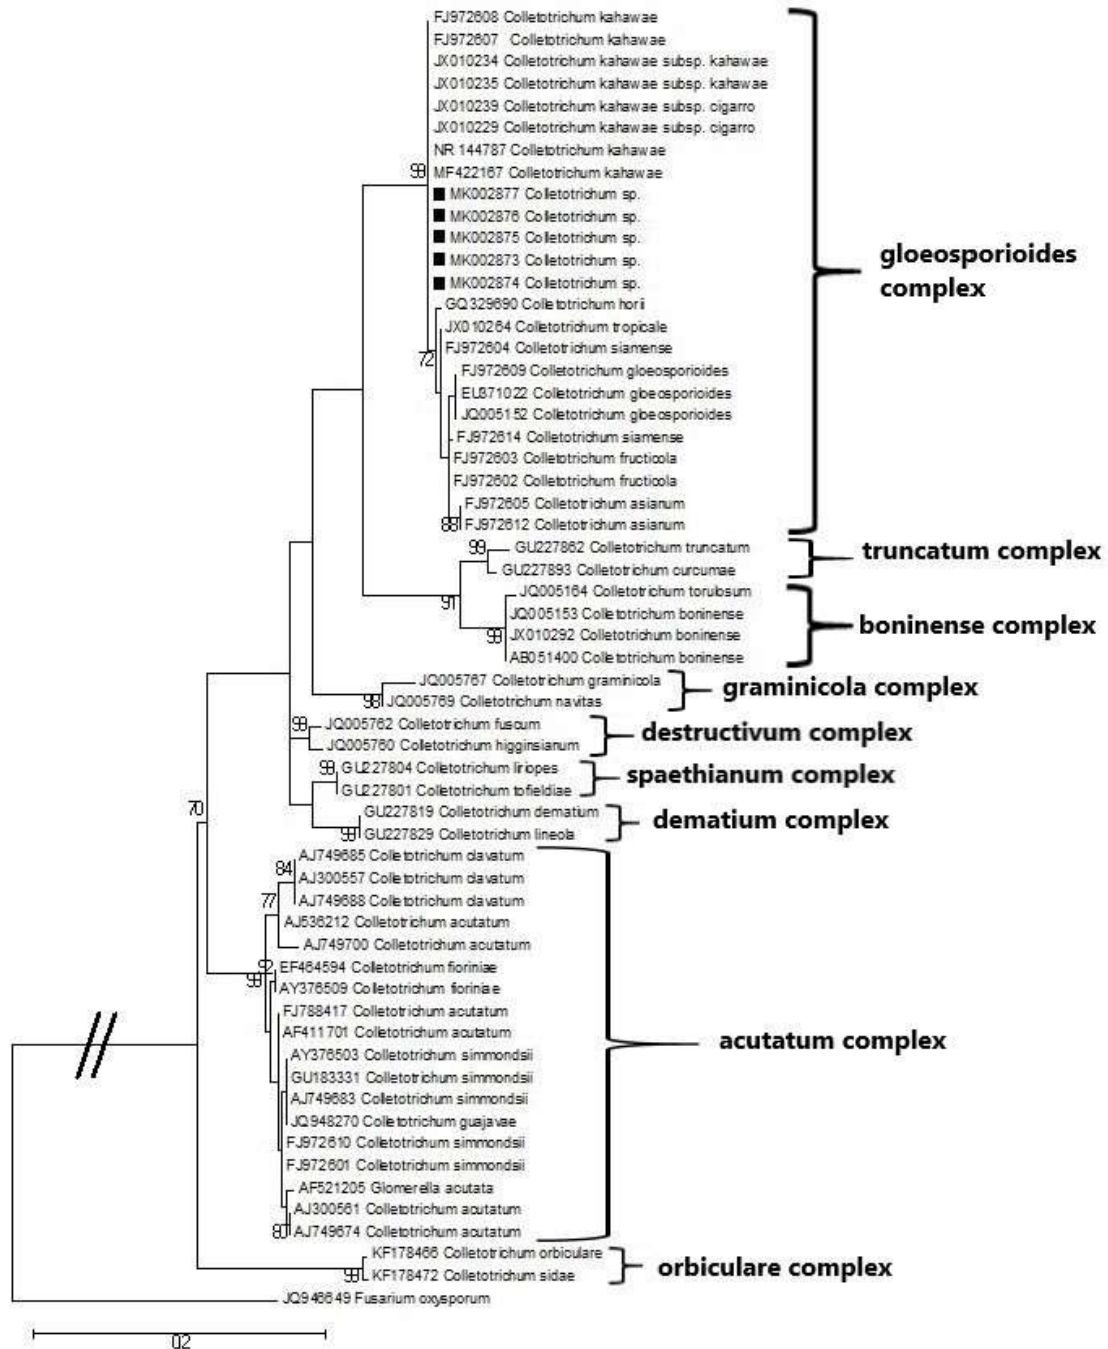 FJ972608 Colletotrichum kahawae
FJ972607 Colletotrichum kahawae
JX010234 Colletotrichum kahawae subsp. kahawae
JX010235 Colletotrichum kahawae subsp. kahawae
JX010239 Colletotrichum kahawae subsp. cigarro
JX010229 Colletotrichum kahawae subsp. cigarro
NR 144787 Colletotrichum kahawae
99 MF422167 Colletotrichum kahawae
MK002877 Colletotrichum sp.
MK002876 Colletotrichum sp.
MK002875 Colletotrichum sp.
MK002873 Colletotrichum sp.
MK002874 Colletotrichum sp.
gloeosporioides
complex
GQ329690 Colletotrichum horii
JX010264 Colletotrichum tropicale
FJ972604 Colletotrichum siamense
72
FJ972609 Colletotrichum gloeosporioides
EU371022 Colletotrichum gloeosporioides
JQ005152 Colletotrichum gloeosporioides
FJ972614 Colletotrichum siamense
FJ972603 Colletotrichum fructicola
FJ972602 Colletotrichum fructicola
FJ972605 Colletotrichum asianum
88 FJ972612 Colletotrichum asianum
99 GU227862 Colletotrichum truncatum
GU227893 Colletotrichum curcumae
truncatum complex
91
JQ005164 Colletotrichum torulosum
JQ005153 Colletotrichum boninense
99 JX010292 Colletotrichum boninense
AB051400 Colletotrichum boninense
boninense complex
JQ005767 Colletotrichum graminicola
98 JQ005769 Colletotrichum navitas
graminicola complex
98 JQ005762 Colletotrichum fuscum
JQ005760 Colletotrichum higginsianum
destructivum complex
98 GU227804 Colletotrichum liriopes
GU227801 Colletotrichum tofieldiae
spaethianum complex
GU227819 Colletotrichum dematium
99 GU227829 Colletotrichum lineola
dematium complex
70
AJ749685 Colletotrichum clavatum
84
AJ300557 Colletotrichum clavatum
77
AJ749688 Colletotrichum clavatum
AJ536212 Colletotrichum acutatum
AJ749700 Colletotrichum acutatum
92
EF464594 Colletotrichum fioriniae
AY376509 Colletotrichum fioriniae
FJ788417 Colletotrichum acutatum
AF411701 Colletotrichum acutatum
AY376503 Colletotrichum simmondsii
GU183331 Colletotrichum simmondsii
AJ749683 Colletotrichum simmondsii
JQ948270 Colletotrichum guajavae
FJ972610 Colletotrichum simmondsii
FJ972601 Colletotrichum simmondsii
AF521205 Glomerella acutata
AJ300561 Colletotrichum acutatum
80 AJ749674 Colletotrichum acutatum
acutatum complex
KF178466 Colletotrichum orbiculare
99 KF178472 Colletotrichum sidae
orbiculare complex
JQ946649 Fusarium oxysporum
0.2